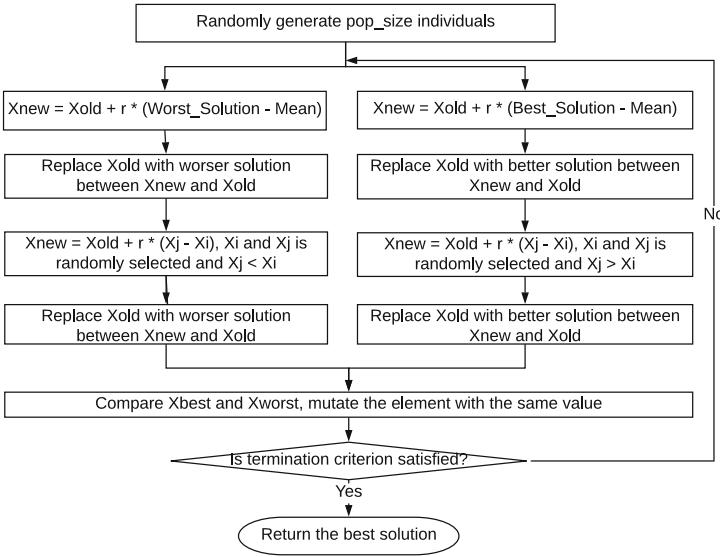 Randomly generate pop_size individuals
Xnew = Xold + r * (Worst_Solution - Mean)
Replace Xold with worser solution
between Xnew and Xold
Xnew = Xold + r * (Xj - Xi), Xi and Xj is
randomly selected and Xj < Xi
Replace Xold with worser solution
between Xnew and Xold
Xnew = Xold + r * (Best_Solution - Mean)
Replace Xold with better solution between
Xnew and Xold
Xnew = Xold + r * (Xj - Xi), Xi and Xj is
randomly selected and Xj > Xi
Replace Xold with better solution between
Xnew and Xold
No
Compare Xbest and Xworst, mutate the element with the same value
Is termination criterion satisfied?
Yes
Return the best solution